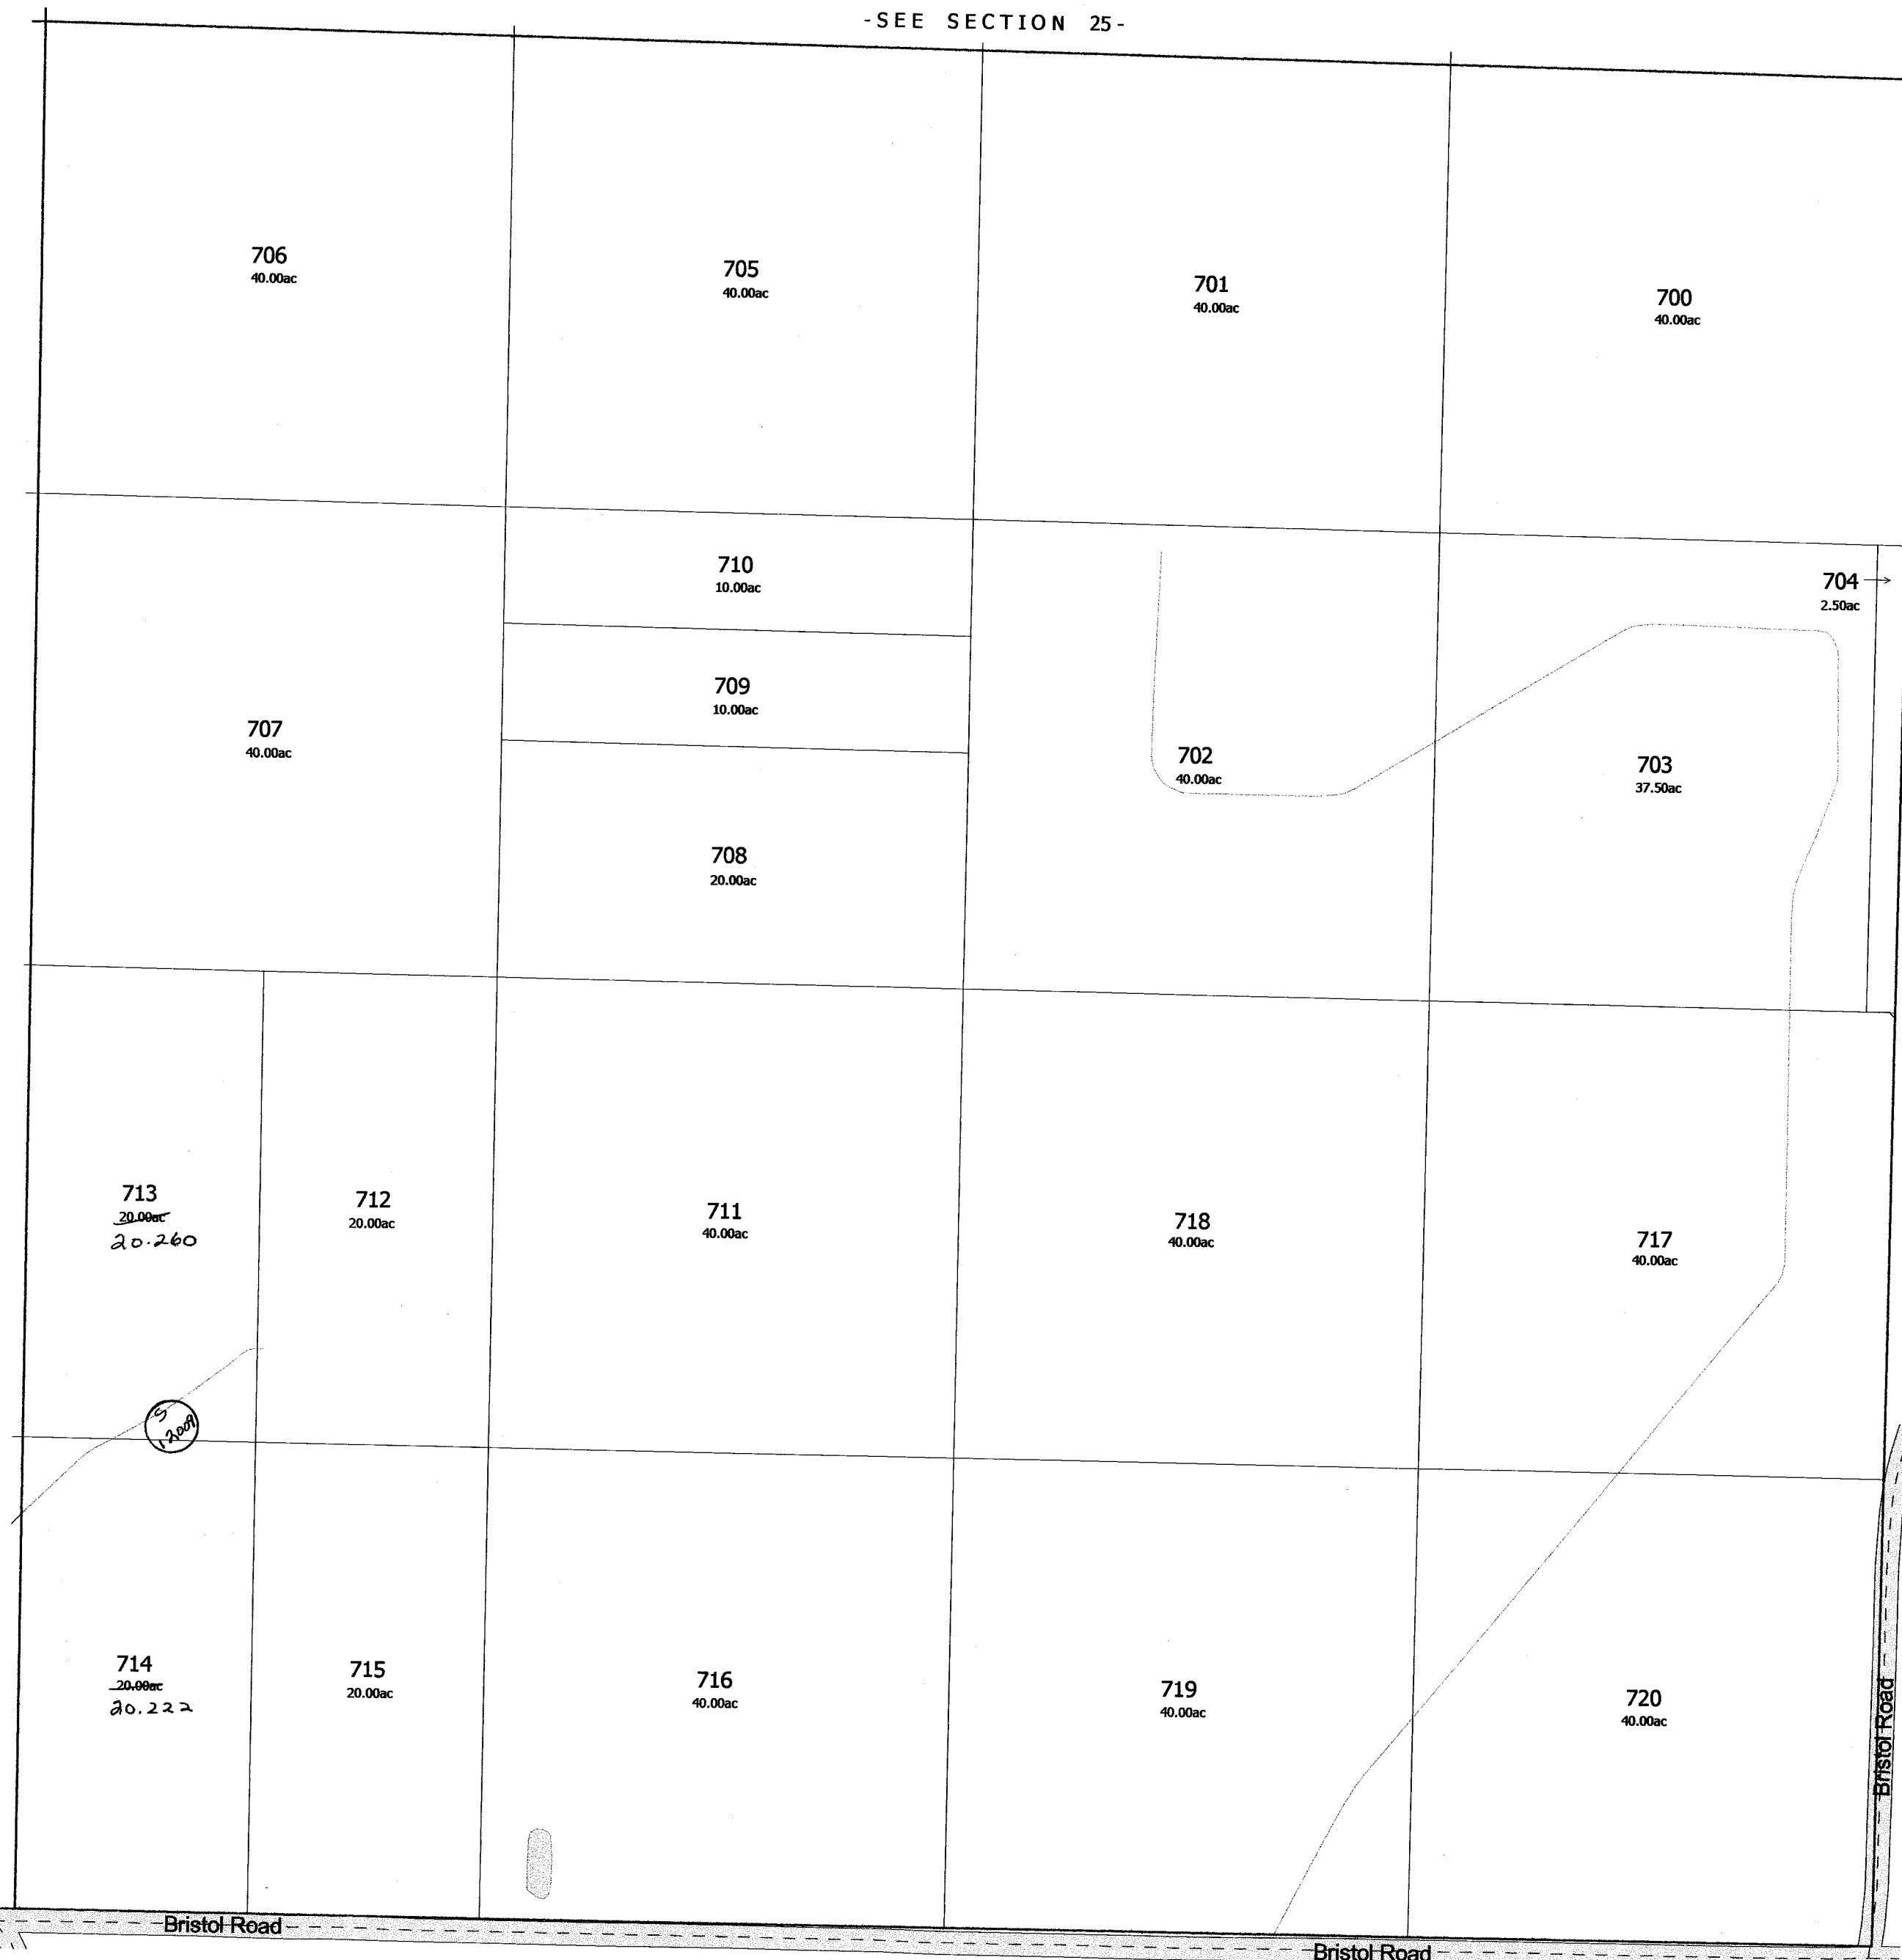 -SEE SECTION 25-
706
40.00ac
705
40.00ac
701
40.00ac
700
40.00ac
710
10.00ac
704
2.50ac
709
10.00ac
707
40.00ac
702
40.00ac
703
37.50ac
708
20.00ac
713
20.00ac
20.260
712
20.00ac
711
40.00ac
718
40.00ac
717
40.00ac
S
12009
714
20.00ac
20.222
715
20.00ac
716
40.00ac
719
40.00ac
720
40.00ac
Bristol Road
Bristol Road
Bristol Road